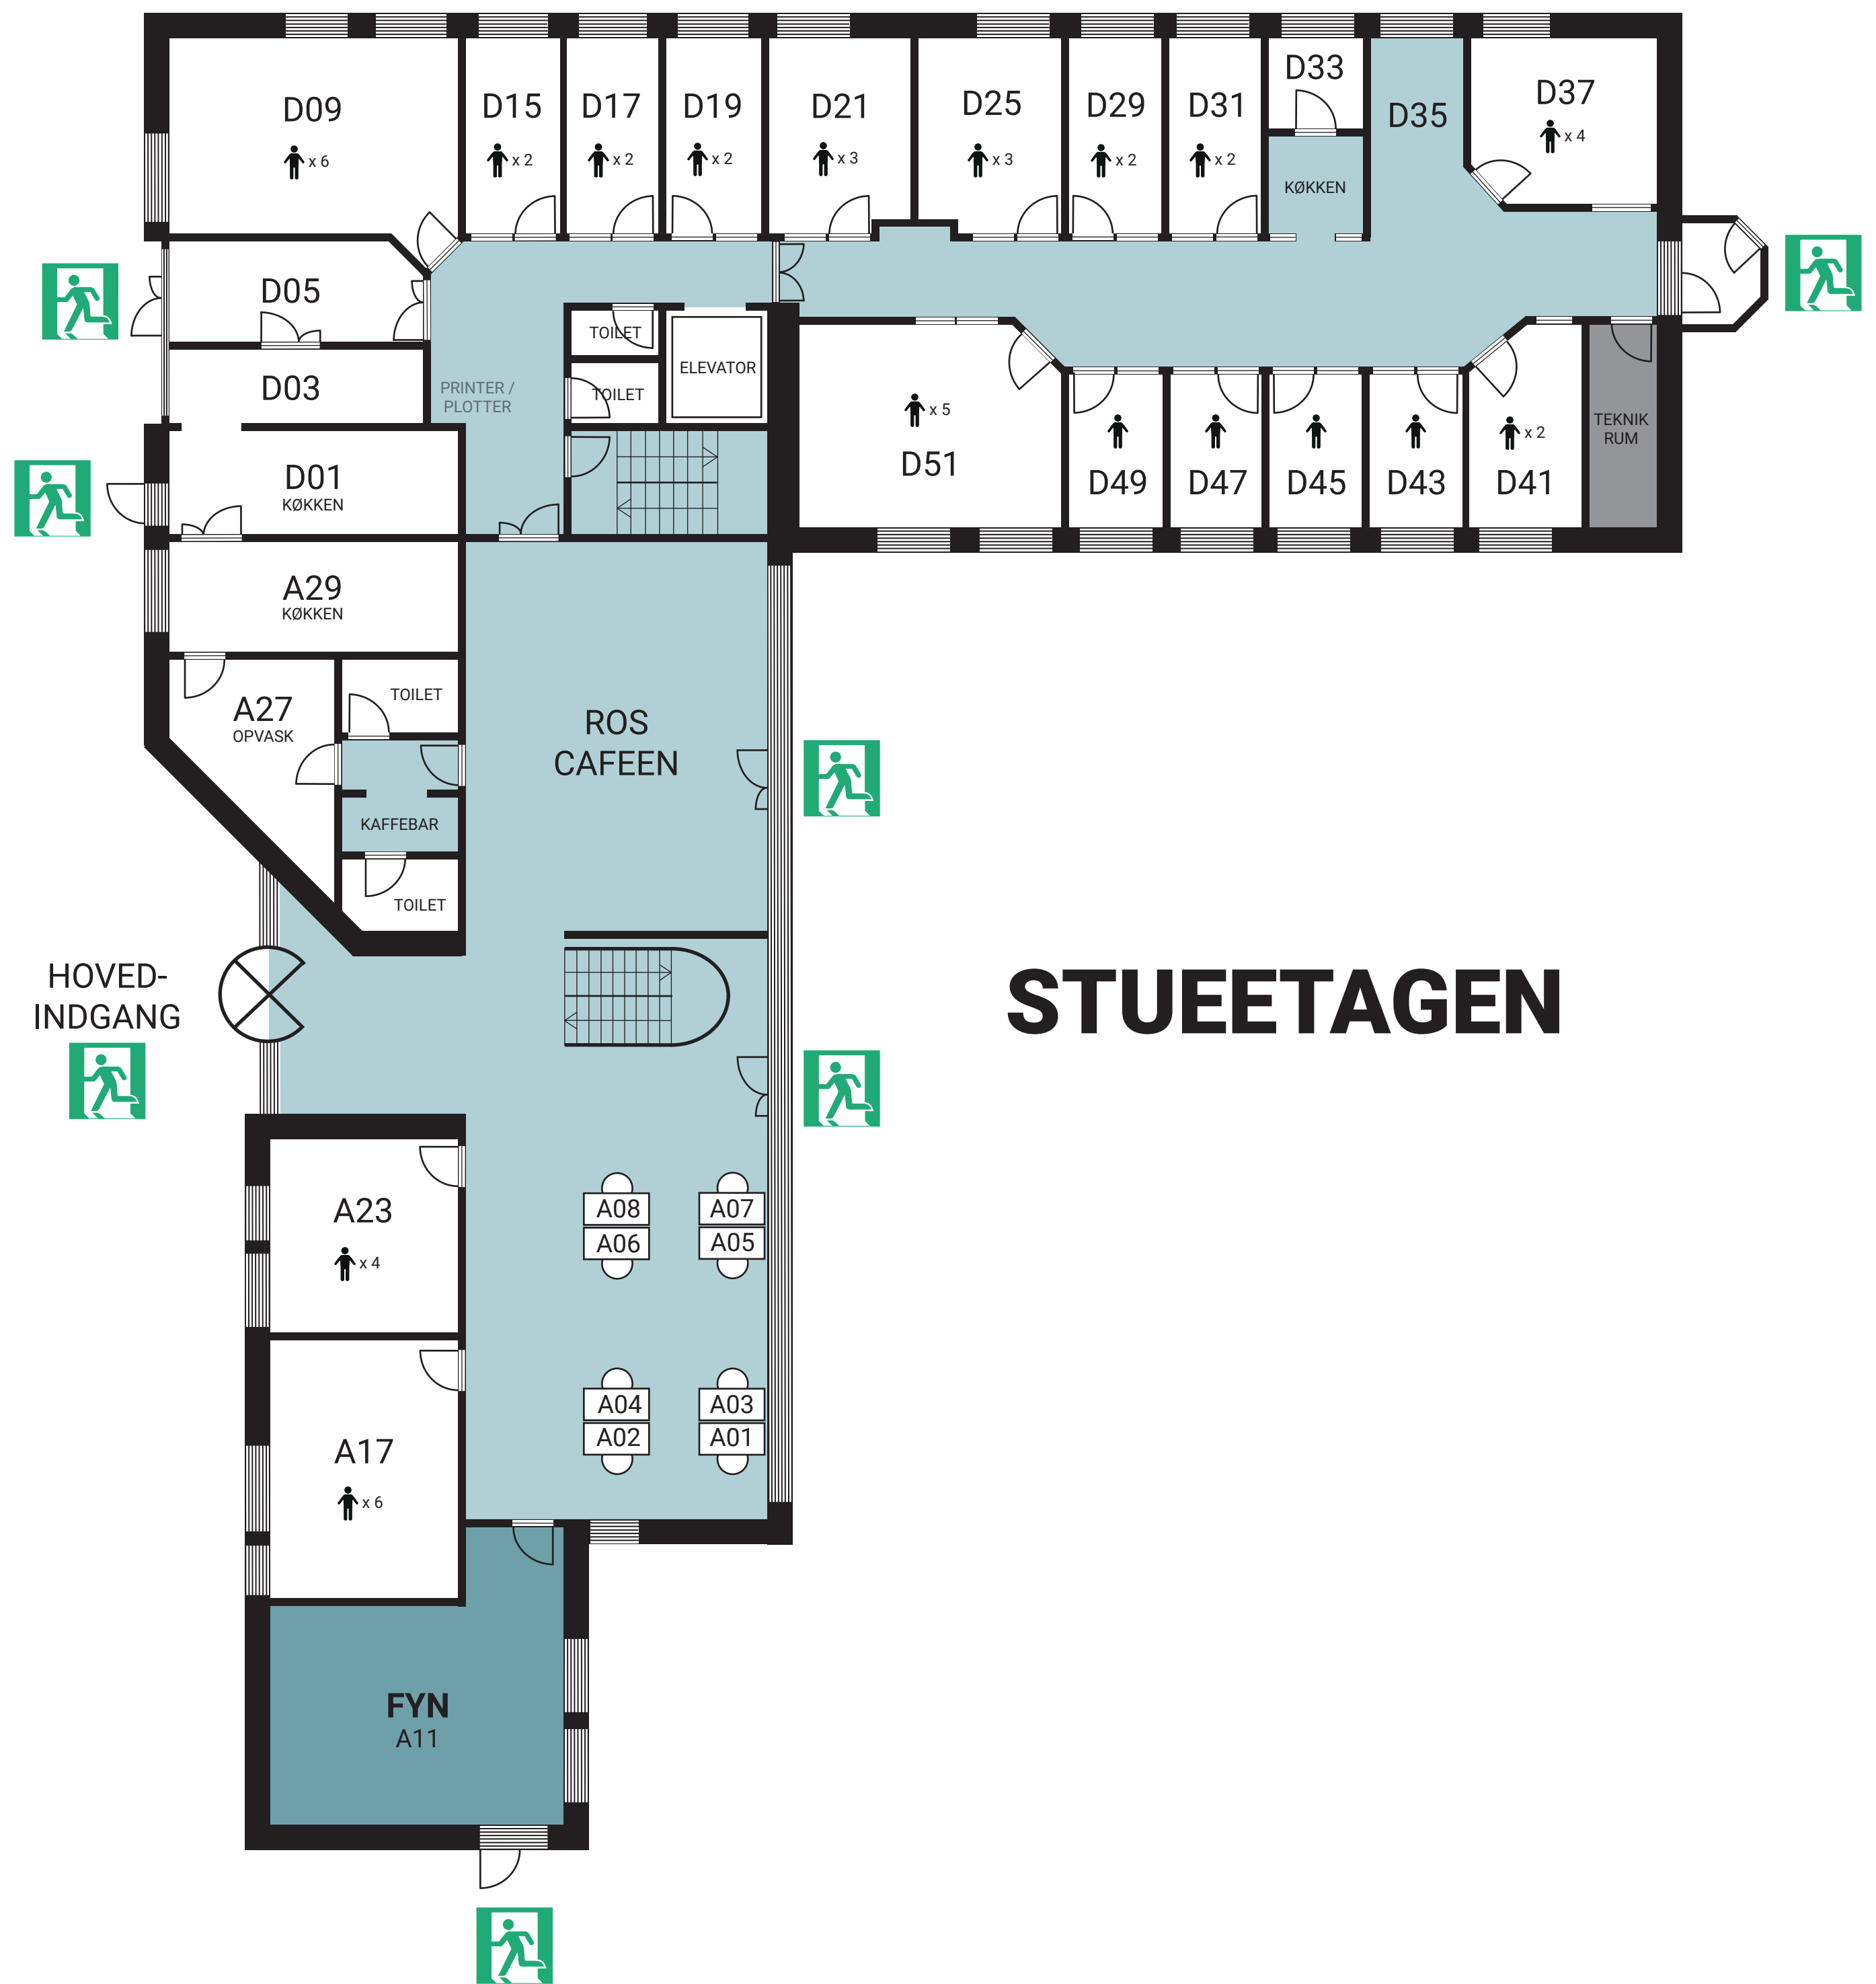 D09
x 6
D15
x 2
D17
x 2
D19
x 2
D21
x 3
D25
x 3
D29
x 2
D31
x 2
D33
KØKKEN
D35
D37
x 4
D05
D03
PRINTER /
PLOTTER
TOILET
TOILET
ELEVATOR
D01
KØKKEN
x 5
D51
D49
D47
D45
D43
x 2
D41
TEKNIK
RUM
A29
KØKKEN
A27
OPVASK
TOILET
KAFFEBAR
TOILET
ROS
CAFEEN
HOVED-
INDGANG
STUEETAGEN
A23
x 4
A08
A06
A07
A05
A17
x 6
A04
A02
A03
A01
FYN
A11